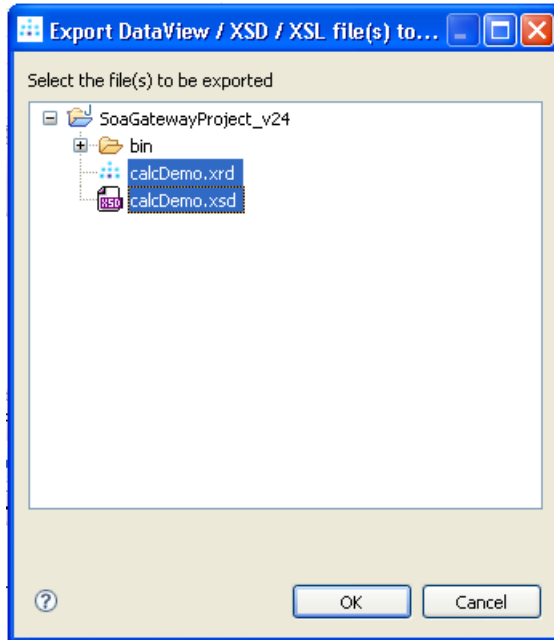 Export DataView / XSD / XSL file(s) to...
Select the file(s) to be exported
SoaGatewayProject_v24
bin
calcDemo.xrd
XSD calcDemo.xsd
? OK Cancel